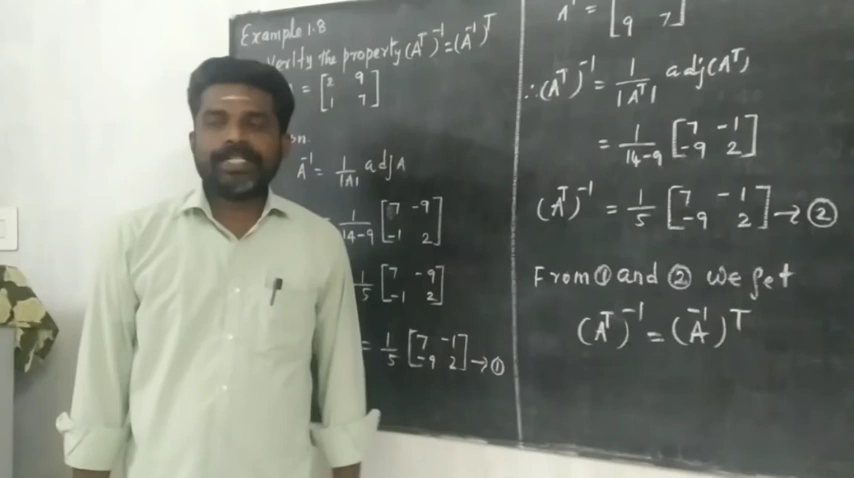 Example 1.8
Verify the property (Aᵀ)⁻¹ = (A⁻¹)ᵀ
= [2 9
1 7]
on.
A⁻¹ = 1/|A| adj A
1/14-9 [7 -9
-1 2]
1/5 [7 -9
-1 2]
= 1/5 [7 -1
-9 2] → ①
Aᵀ = [
9 7]
∴ (Aᵀ)⁻¹ = 1/|Aᵀ| adj(Aᵀ)
= 1/14-9 [7 -1
-9 2]
(Aᵀ)⁻¹ = 1/5 [7 -1
-9 2] → ②
From ① and ② we get
(Aᵀ)⁻¹ = (A⁻¹)ᵀ